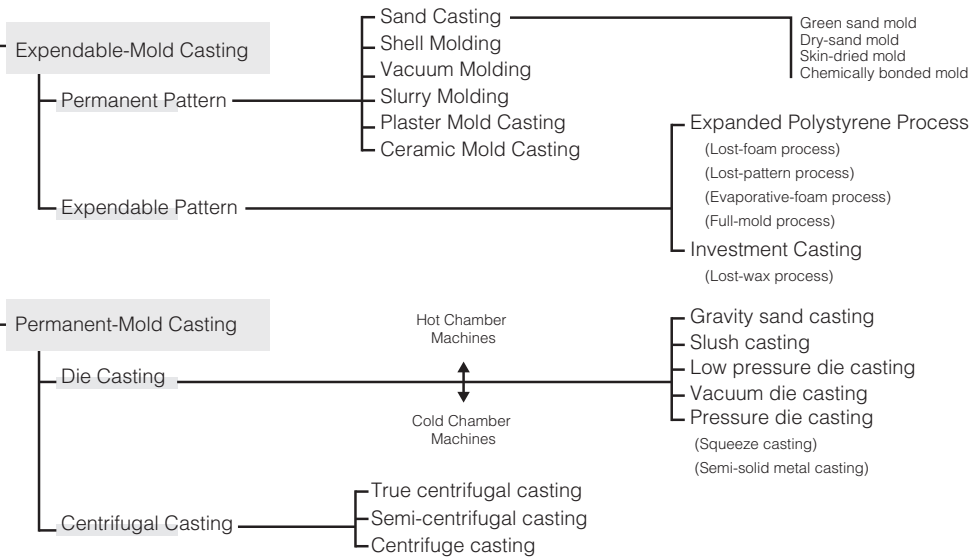 Expendable-Mold Casting
Permanent Pattern
Sand Casting
Green sand mold
Dry-sand mold
Skin-dried mold
Chemically bonded mold
Shell Molding
Vacuum Molding
Slurry Molding
Plaster Mold Casting
Ceramic Mold Casting
Expendable Pattern
Expanded Polystyrene Process
(Lost-foam process)
(Lost-pattern process)
(Evaporative-foam process)
(Full-mold process)
Investment Casting
(Lost-wax process)
Permanent-Mold Casting
Die Casting
Hot Chamber
Machines
Cold Chamber
Machines
Gravity sand casting
Slush casting
Low pressure die casting
Vacuum die casting
Pressure die casting
(Squeeze casting)
(Semi-solid metal casting)
Centrifugal Casting
True centrifugal casting
Semi-centrifugal casting
Centrifuge casting